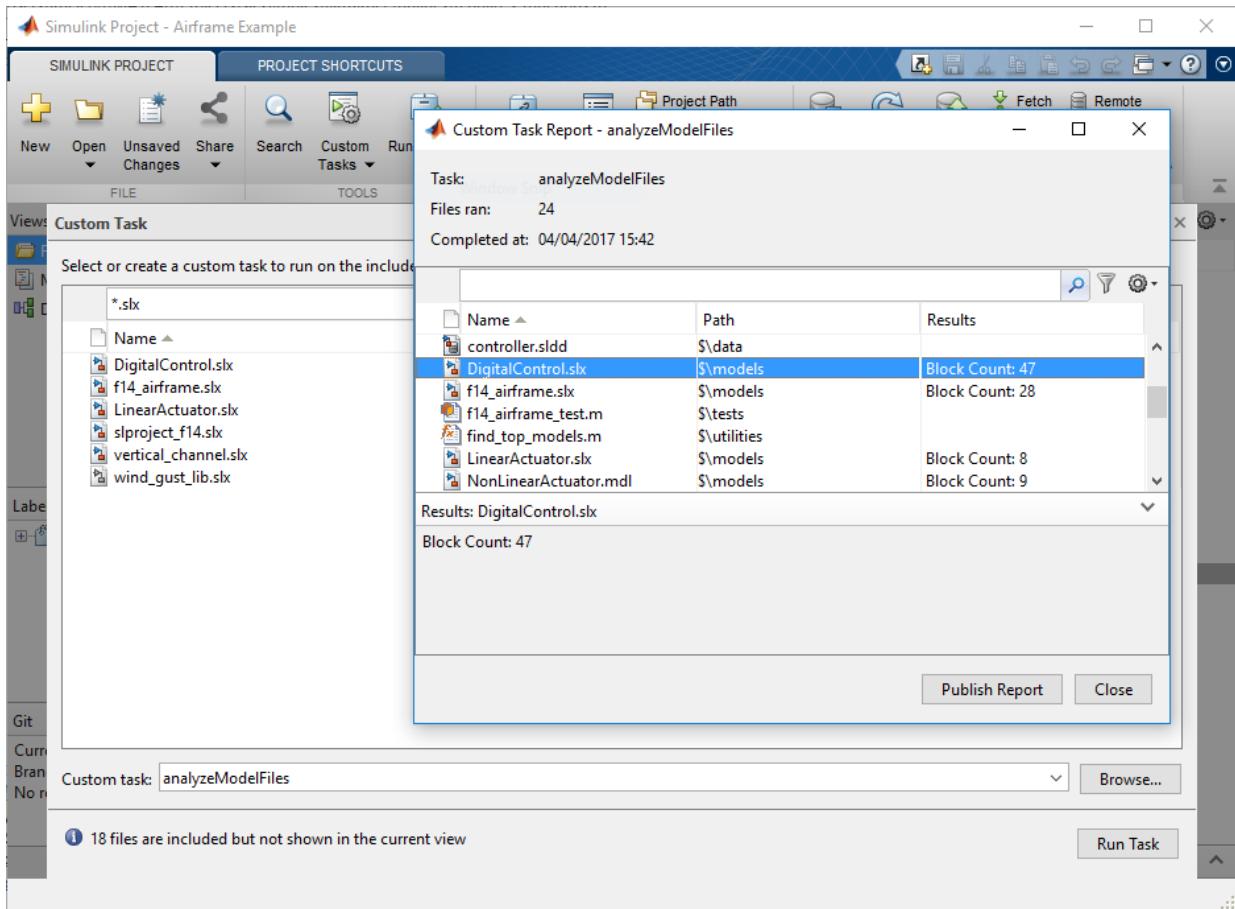 Simulink Project - Airframe Example
SIMULINK PROJECT PROJECT SHORTCUTS
Project Path Fetch Remote
New Open Unsaved Changes Share Search Custom Tasks Run
FILE TOOLS
Custom Task Report - analyzeModelFiles
Task: analyzeModelFiles
Files ran: 24
Completed at: 04/04/2017 15:42
Name Path Results
controller.sldd $\data
DigitalControl.slx $\models Block Count: 47
f14_airframe.slx $\models Block Count: 28
f14_airframe_test.m $\tests
find_top_models.m $\utilities
LinearActuator.slx $\models Block Count: 8
NonLinearActuator.mdl $\models Block Count: 9
Results: DigitalControl.slx
Block Count: 47
Publish Report Close
Views
Custom Task
Select or create a custom task to run on the include
*.slx
Name
DigitalControl.slx
f14_airframe.slx
LinearActuator.slx
slproject_f14.slx
vertical_channel.slx
wind_gust_lib.slx
Labe
Git
Curr
Bran
No r
Custom task: analyzeModelFiles Browse...
18 files are included but not shown in the current view
Run Task